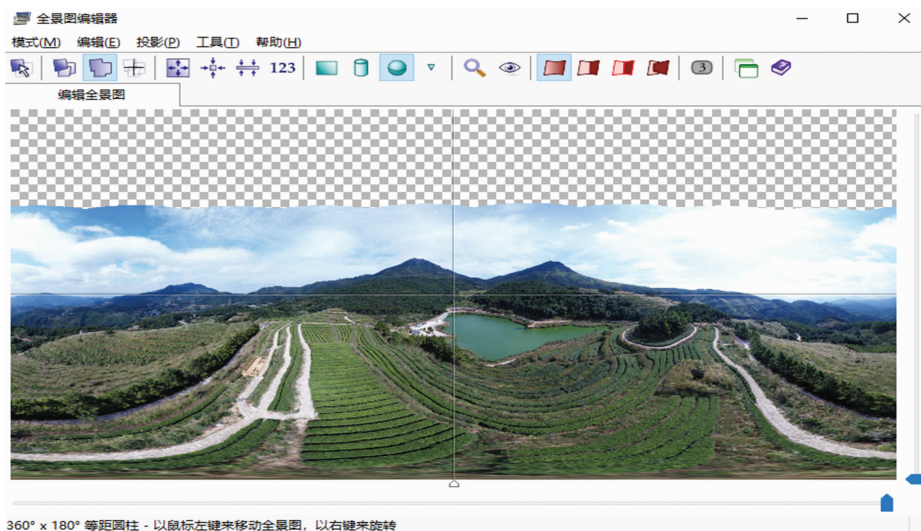 全景图编辑器
模式(M) 编辑(E) 投影(P) 工具(T) 帮助(H)
123 3
编辑全景图
360° x 180° 等距圆柱 - 以鼠标左键来移动全景图，以右键来旋转